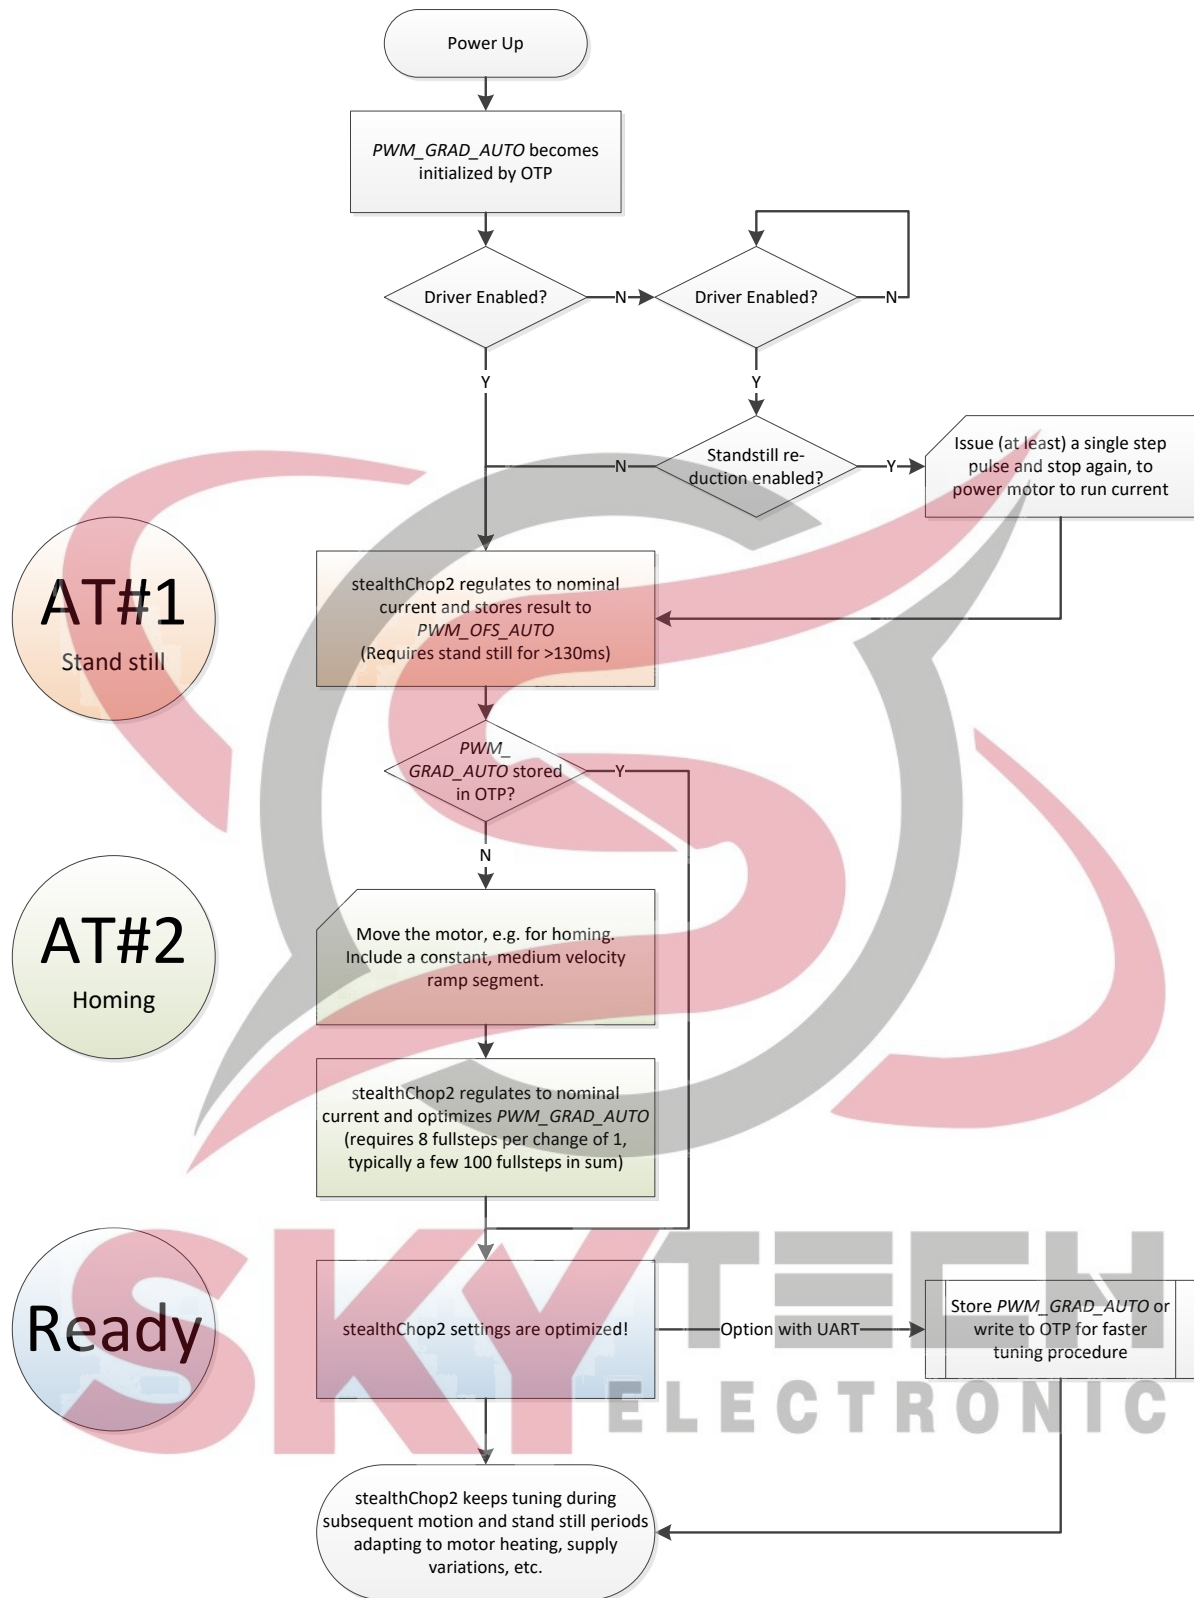 Power Up
PWM_GRAD_AUTO becomes
initialized by OTP
Driver Enabled?
N
Driver Enabled?
N
Y
Y
Standstill re-
duction enabled?
N
Y
Issue (at least) a single step
pulse and stop again, to
power motor to run current
AT#1
Stand still
stealthChop2 regulates to nominal
current and stores result to
PWM_OFS_AUTO
(Requires stand still for >130ms)
PWM_
GRAD_AUTO stored
in OTP?
Y
N
AT#2
Homing
Move the motor, e.g. for homing.
Include a constant, medium velocity
ramp segment.
stealthChop2 regulates to nominal
current and optimizes PWM_GRAD_AUTO
(requires 8 fullsteps per change of 1,
typically a few 100 fullsteps in sum)
Ready
stealthChop2 settings are optimized!
Option with UART
Store PWM_GRAD_AUTO or
write to OTP for faster
tuning procedure
SKYTECH
ELECTRONIC
stealthChop2 keeps tuning during
subsequent motion and stand still periods
adapting to motor heating, supply
variations, etc.